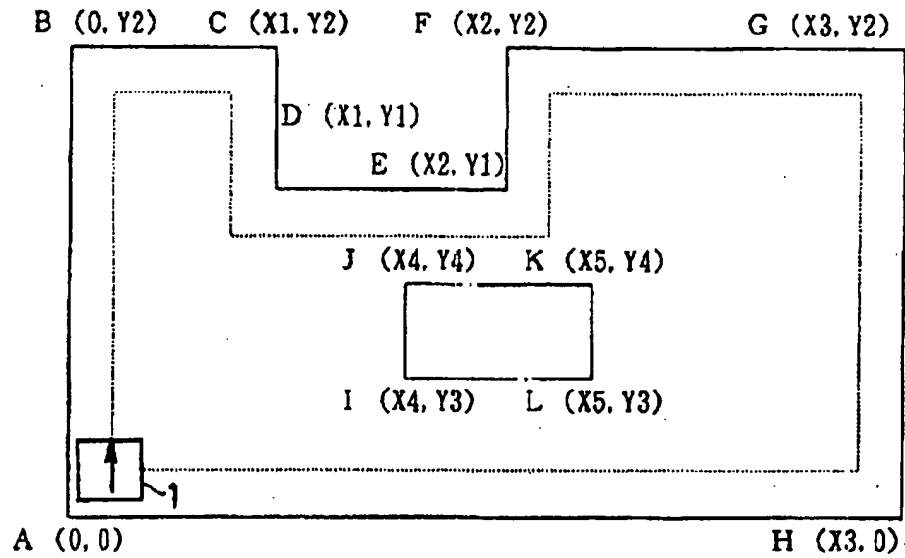 B (0, Y2) C (X1, Y2) F (X2, Y2) G (X3, Y2)
D (X1, Y1)
E (X2, Y1)
J (X4, Y4) K (X5, Y4)
I (X4, Y3) L (X5, Y3)
1
A (0, 0) H (X3, 0)